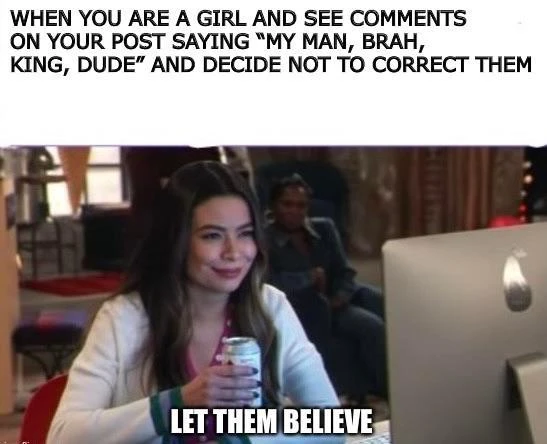 WHEN YOU ARE A GIRL AND SEE COMMENTS
ON YOUR POST SAYING “MY MAN, BRAH,
KING, DUDE” AND DECIDE NOT TO CORRECT THEM
LET THEM BELIEVE